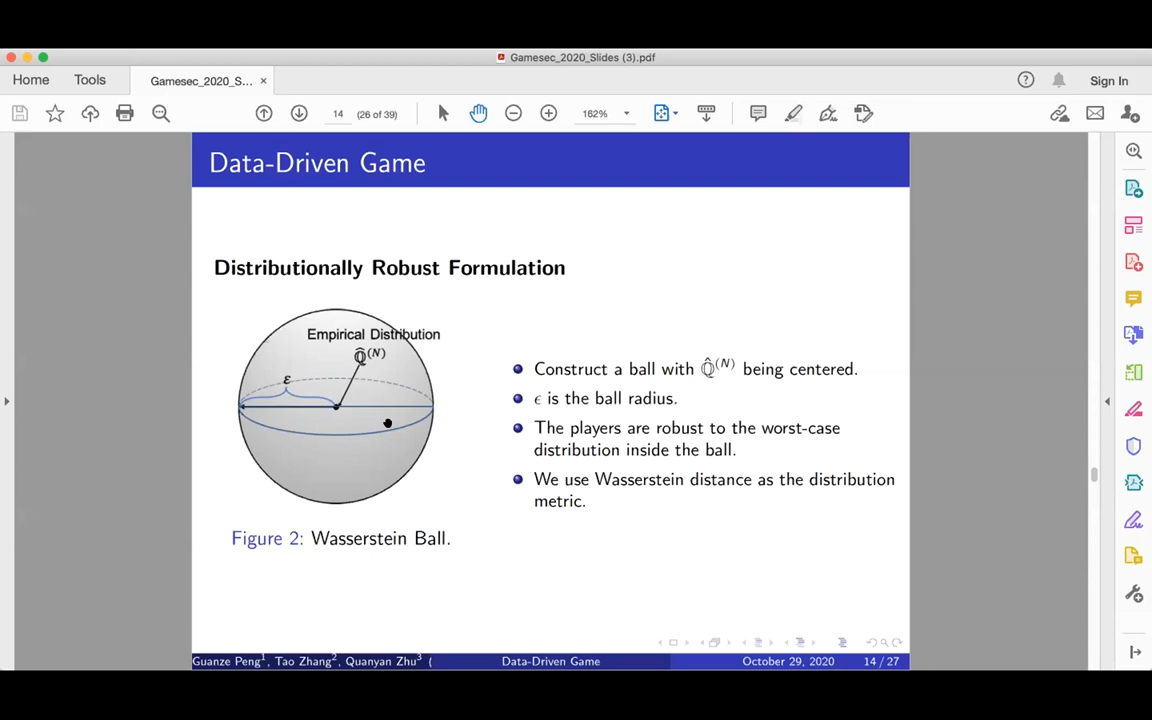 Gamesec_2020_Slides (3).pdf
Home
Tools
Gamesec_2020_S...
×
Sign In
14
(26 of 39)
162%
Data-Driven Game
Distributionally Robust Formulation
Empirical Distribution
ℚ̂⁽ᴺ⁾
ε
Construct a ball with ℚ̂⁽ᴺ⁾ being centered.
ϵ is the ball radius.
The players are robust to the worst-case
distribution inside the ball.
We use Wasserstein distance as the distribution
metric.
Figure 2: Wasserstein Ball.
Guanze Peng¹, Tao Zhang², Quanyan Zhu³ (
Data-Driven Game
October 29, 2020
14 / 27